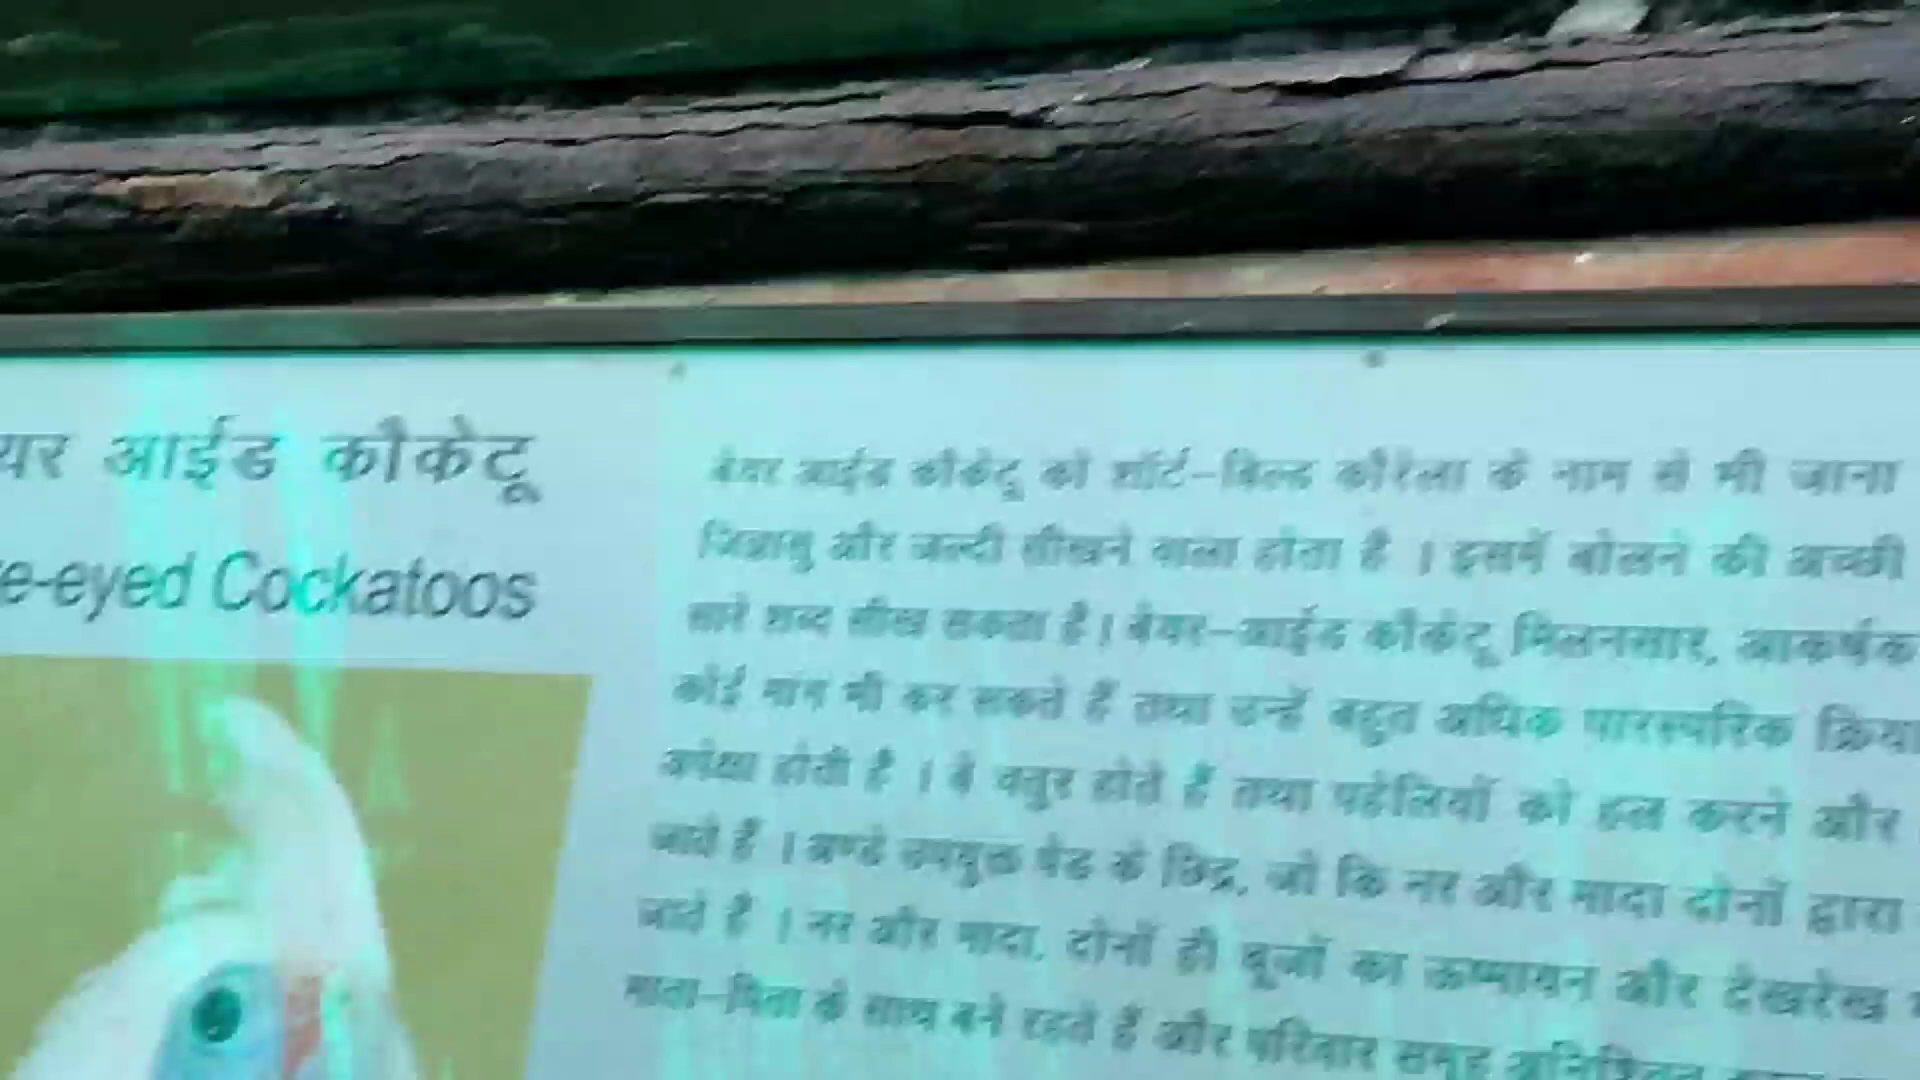 यर आईड कौकेटू
e-eyed Cockatoos
बेयर आईड कौकेटू को शॉर्ट-बिल्ड कौरेला के नाम से भी जाना
जिज्ञासु और जल्दी सीखने वाला होता है । इसमें बोलने की अच्छी
सारे शब्द सीख सकता है। बेयर-आईड कौकेटू मिलनसार, आकर्षक
कोई मांग भी कर सकते हैं तथा उन्हें बहुत अधिक पारस्परिक क्रिया
अपेक्षा होती है । वे चतुर होते हैं तथा पहेलियों को हल करने और
जाते हैं । अण्डे उपयुक्त पेड के छिद्र, जो कि नर और मादा दोनों द्वारा
जाते हैं । नर और मादा, दोनों ही चूजों का ऊष्मायन और देखरेख
माता-पिता के साथ बने रहते हैं और परिवार समूह